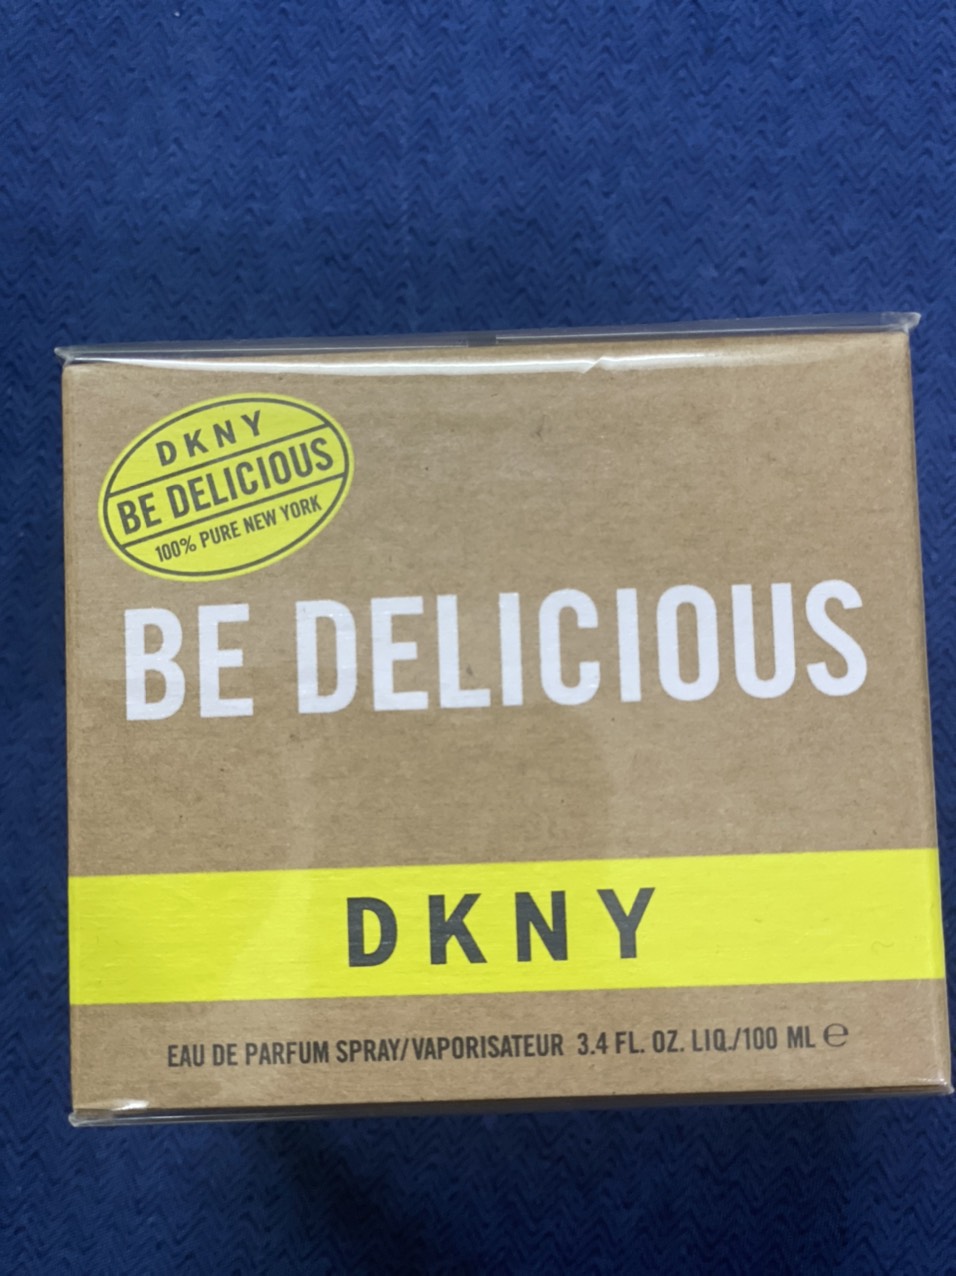 DKNY
BE DELICIOUS
100% PURE NEW YORK
BE DELICIOUS
DKNY
EAU DE PARFUM SPRAY/VAPORISATEUR 3.4 FL. OZ. LIQ./100 ML ℮